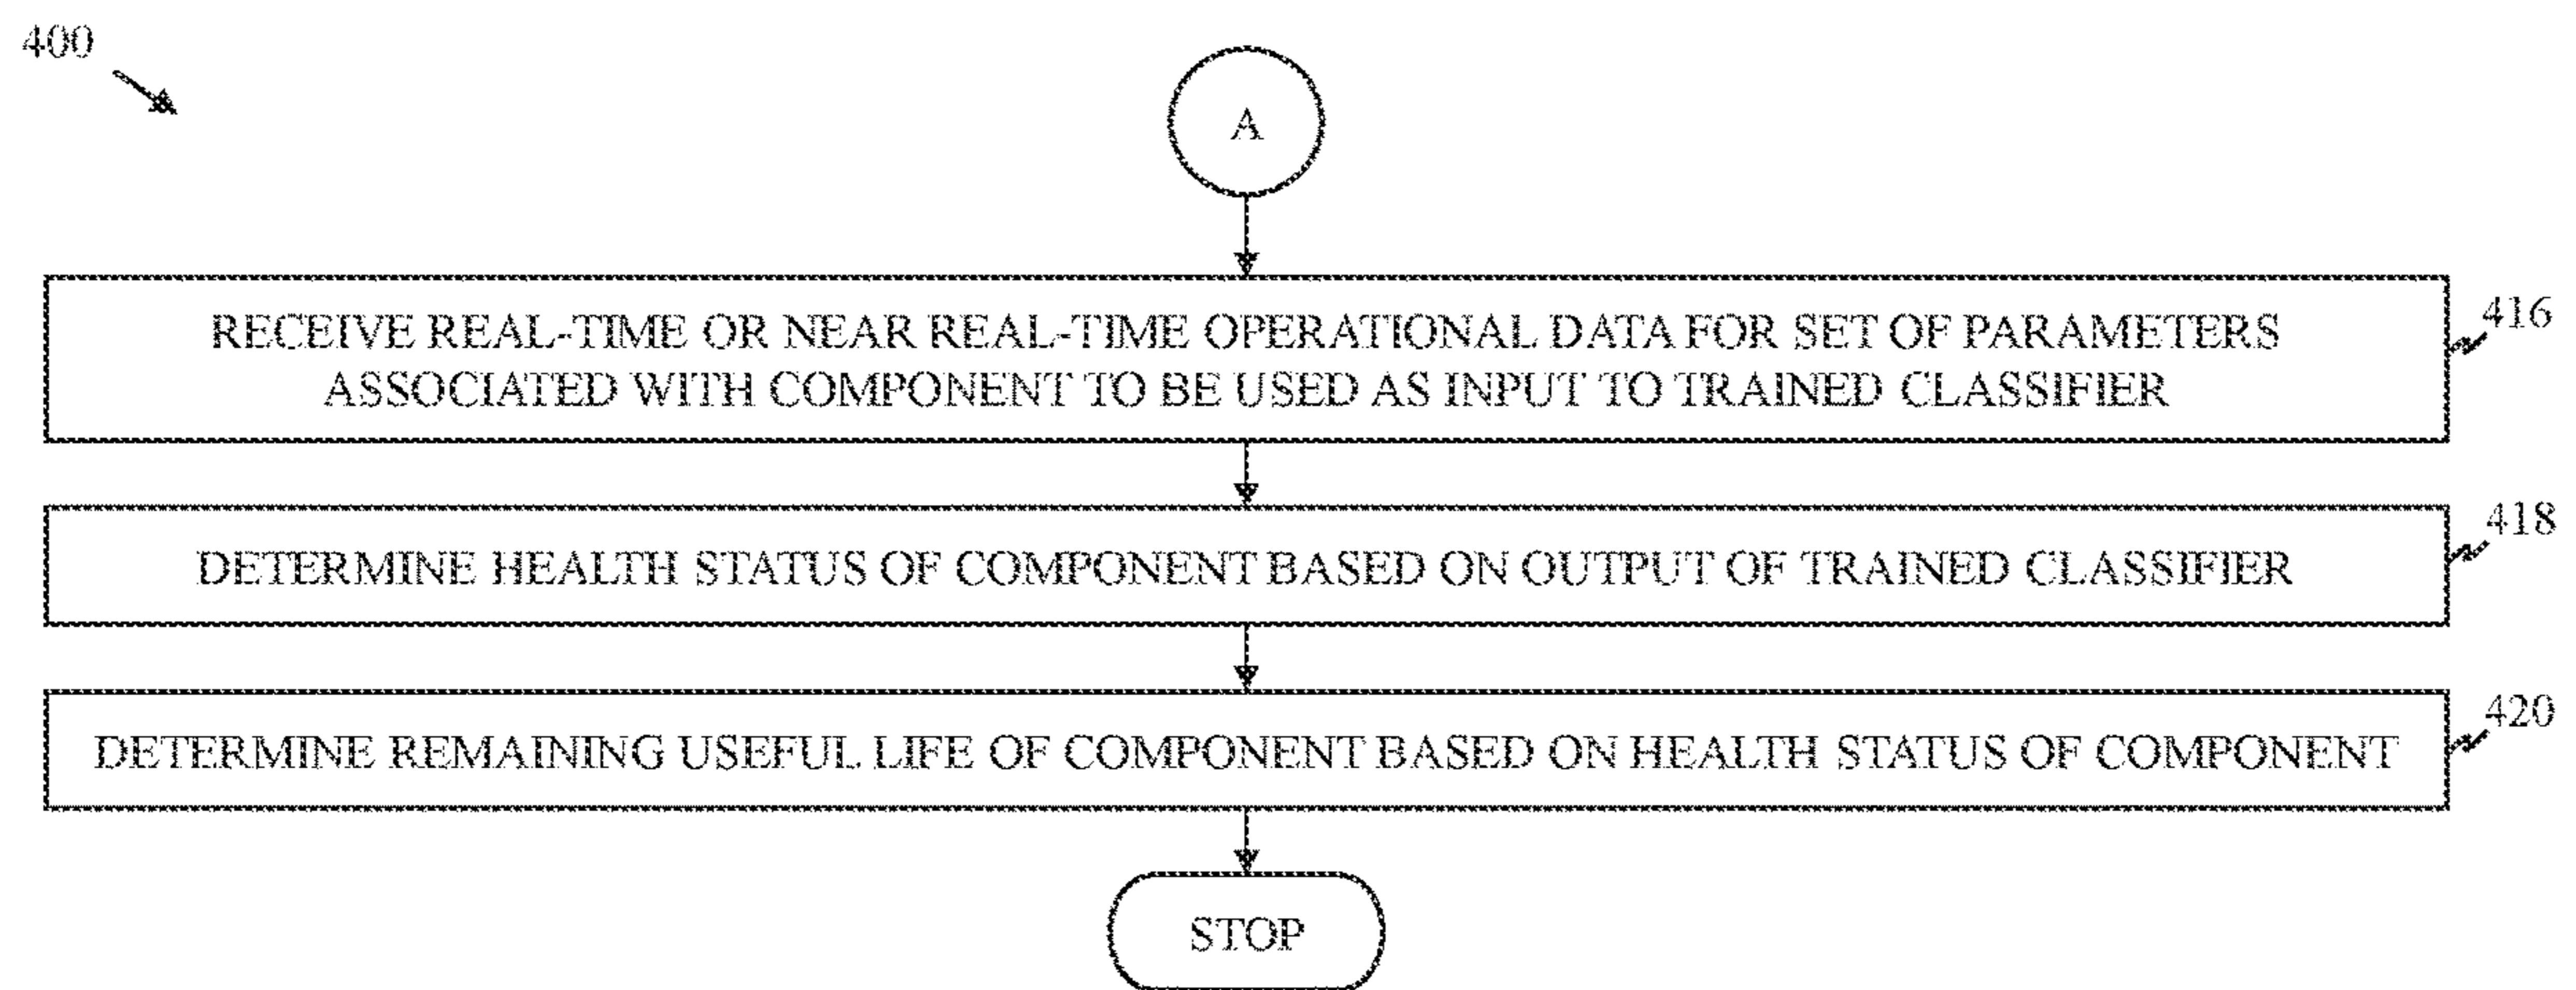 400
A
RECEIVE REAL-TIME OR NEAR REAL-TIME OPERATIONAL DATA FOR SET OF PARAMETERS
ASSOCIATED WITH COMPONENT TO BE USED AS INPUT TO TRAINED CLASSIFIER
416
DETERMINE HEALTH STATUS OF COMPONENT BASED ON OUTPUT OF TRAINED CLASSIFIER
418
DETERMINE REMAINING USEFUL LIFE OF COMPONENT BASED ON HEALTH STATUS OF COMPONENT
420
STOP